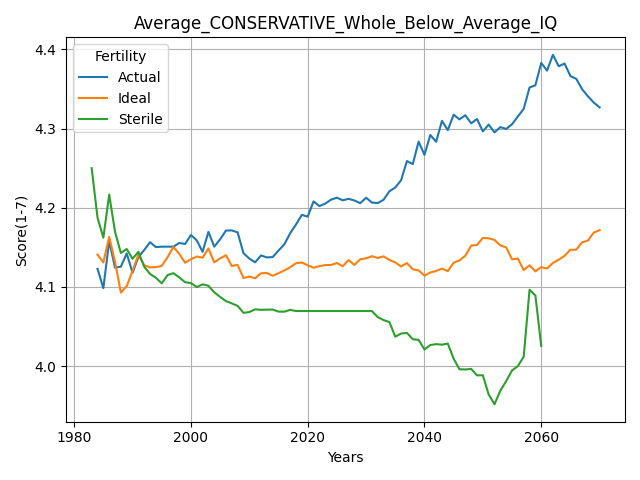 Average_CONSERVATIVE_Whole_Below_Average_IQ
Fertility
Actual
Ideal
Sterile
Score(1-7)
4.4
4.3
4.2
4.1
4.0
1980 2000 2020 2040 2060
Years